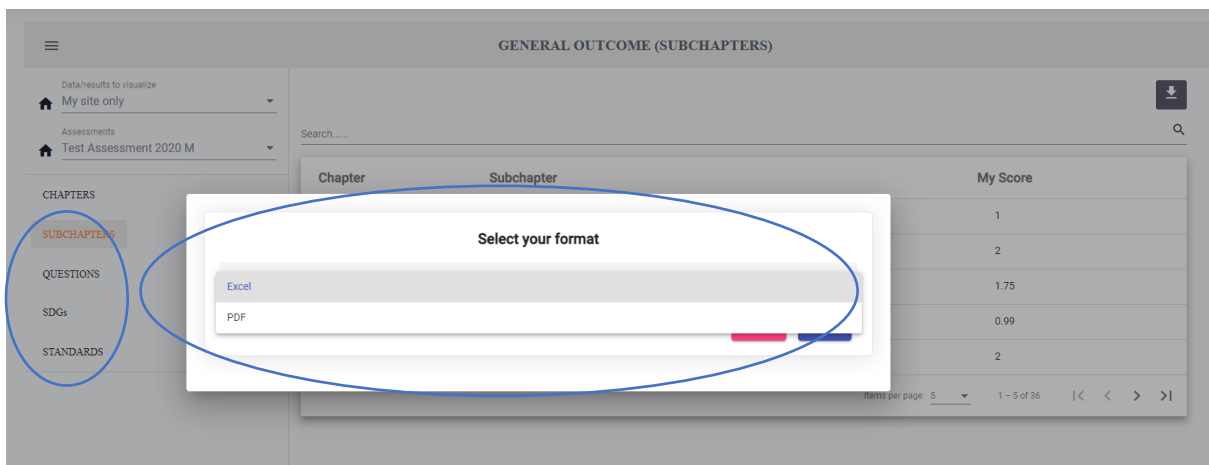 GENERAL OUTCOME (SUBCHAPTERS)
Data/results to visualize
My site only
Assessments
Test Assessment 2020 M
CHAPTERS
SUBCHAPTERS
QUESTIONS
SDGs
STANDARDS
Search......
Chapter Subchapter My Score
1
2
1.75
0.99
2
Select your format
Excel
PDF
Items per page: 5 1 – 5 of 36